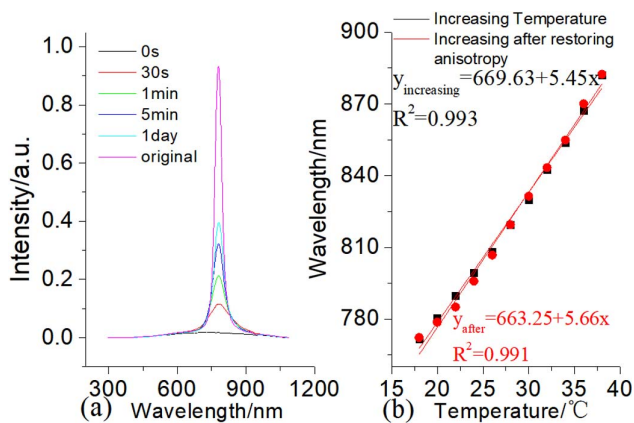 1.0
0.8
0.6
0.4
0.2
0.0
Intensity/a.u.
0s
30s
1min
5min
1day
original
300
600
900
1200
(a)
Wavelength/nm
Increasing Temperature
Increasing after restoring
anisotropy
y_increasing=669.63+5.45x
R²=0.993
870
840
810
780
Wavelength/nm
y_after=663.25+5.66x
R²=0.991
15
20
25
30
35
40
(b)
Temperature/℃